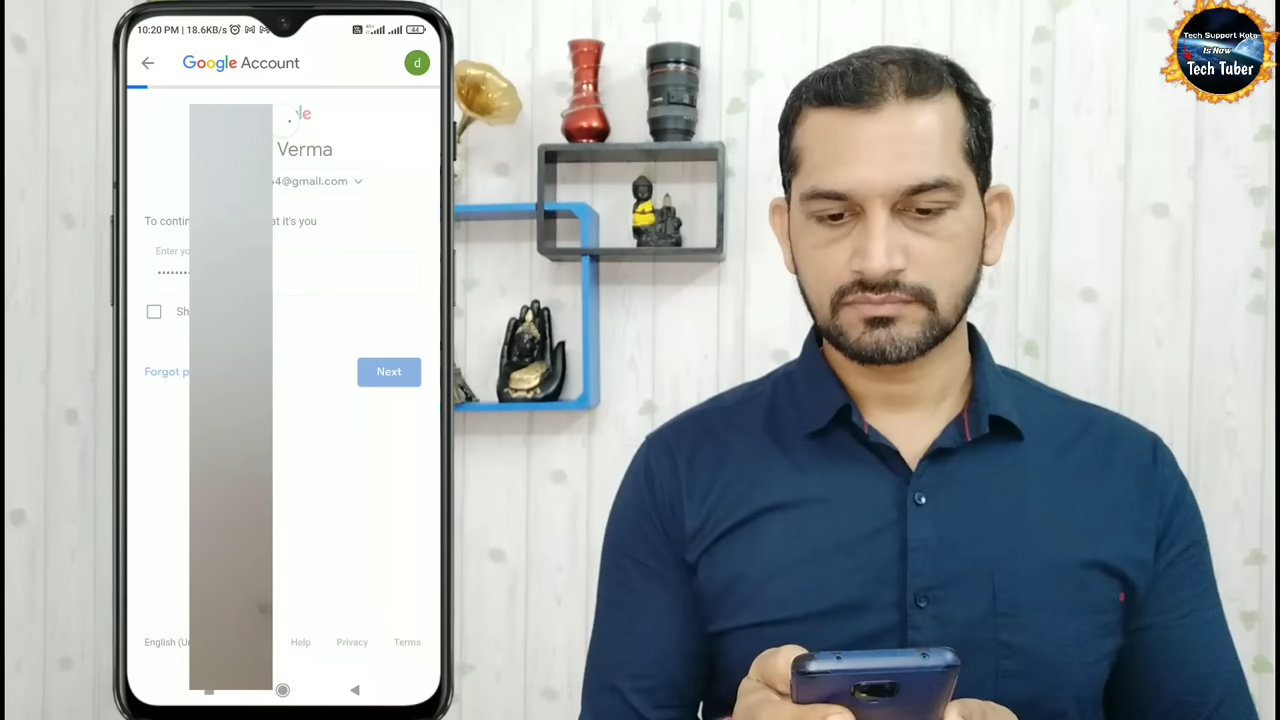 10:20 PM | 18.6KB/s
44
Google Account
d
le
Verma
4@gmail.com
To contin at it's you
Enter yo
••••••••
Sh
Forgot p
Next
English (U
Help
Privacy
Terms
Tech Support Kota
Is Now
Tech Tuber